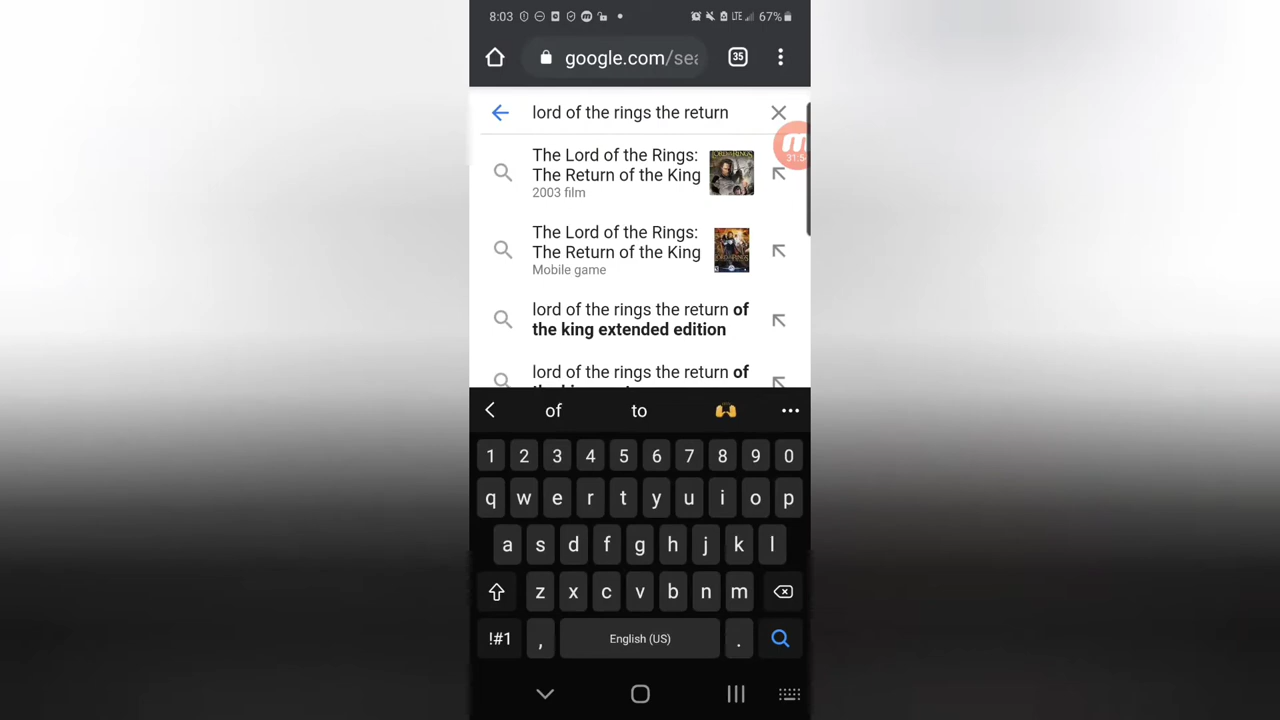 8:03
LTE
67%
google.com/sea
35
lord of the rings the return
The Lord of the Rings:
The Return of the King
2003 film
31:5
The Lord of the Rings:
The Return of the King
Mobile game
lord of the rings the return of
the king extended edition
lord of the rings the return of
of to
1 2 3 4 5 6 7 8 9 0
q w e r t y u i o p
a s d f g h j k l
z x c v b n m
!#1 , English (US) .